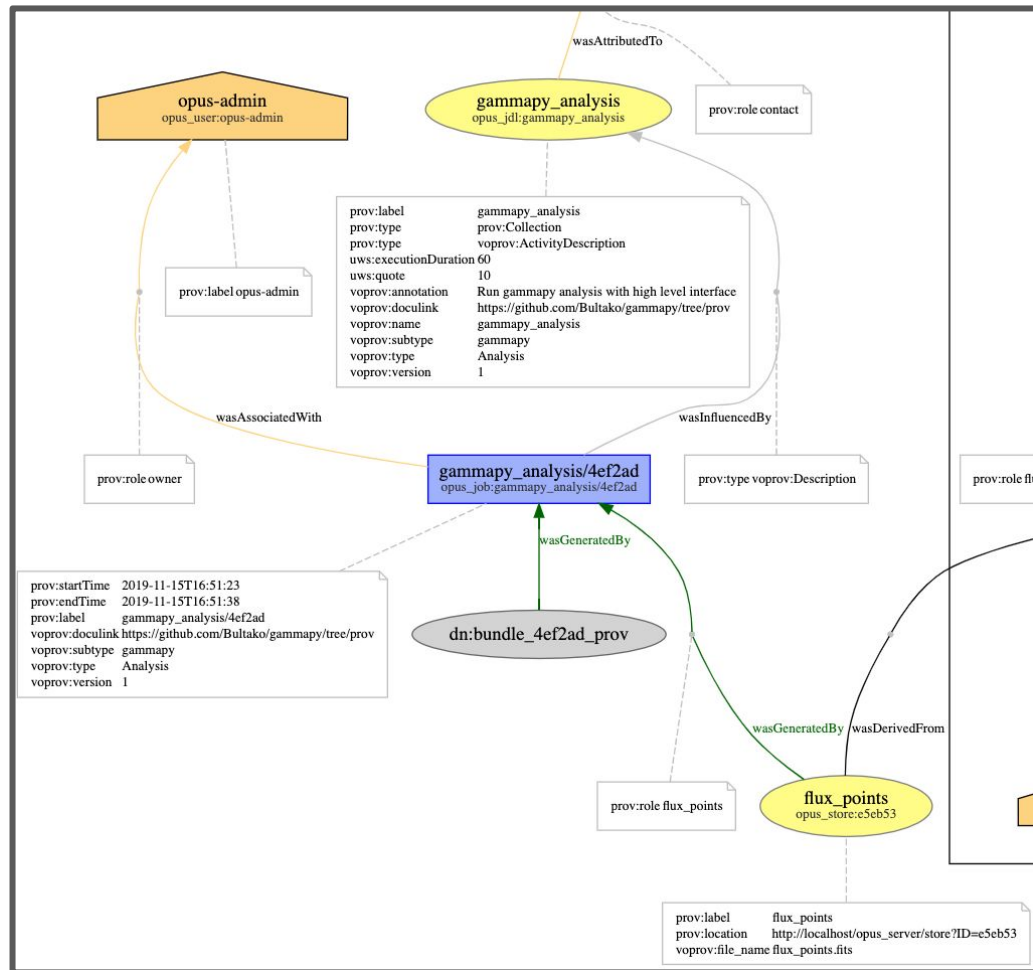 wasAttributedTo
opus-admin
opus_user:opus-admin
gammapy_analysis
opus_jdl:gammapy_analysis
prov:role contact
prov:label gammapy_analysis
prov:type prov:Collection
prov:type voprov:ActivityDescription
uws:executionDuration 60
uws:quote 10
voprov:annotation Run gammapy analysis with high level interface
voprov:doculink https://github.com/Bultako/gammapy/tree/prov
voprov:name gammapy_analysis
voprov:subtype gammapy
voprov:type Analysis
voprov:version 1
prov:label opus-admin
wasAssociatedWith
wasInfluencedBy
prov:role owner
gammapy_analysis/4ef2ad
opus_job:gammapy_analysis/4ef2ad
prov:type voprov:Description
prov:role flu
wasGeneratedBy
prov:startTime 2019-11-15T16:51:23
prov:endTime 2019-11-15T16:51:38
prov:label gammapy_analysis/4ef2ad
voprov:doculink https://github.com/Bultako/gammapy/tree/prov
voprov:subtype gammapy
voprov:type Analysis
voprov:version 1
dn:bundle_4ef2ad_prov
wasGeneratedBy
wasDerivedFrom
prov:role flux_points
flux_points
opus_store:e5eb53
prov:label flux_points
prov:location http://localhost/opus_server/store?ID=e5eb53
voprov:file_name flux_points.fits